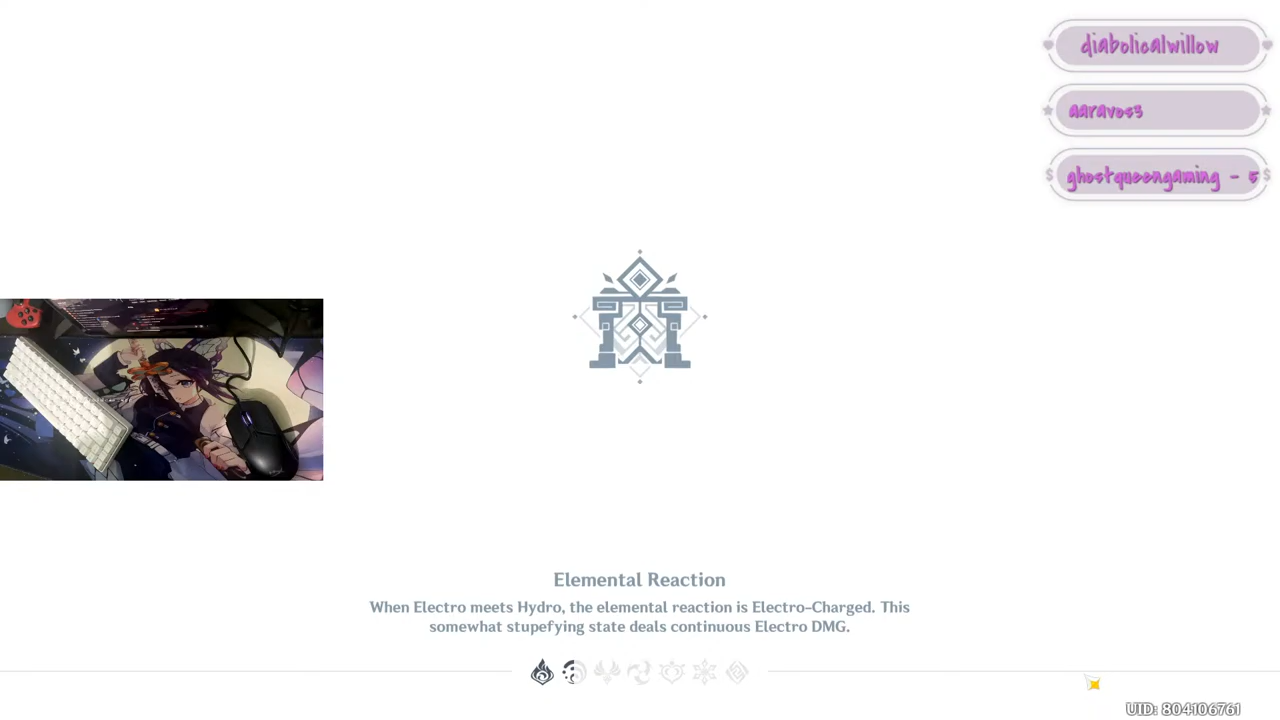 diabolicalwillow
aaravos3
ghostqueengaming - 5
Elemental Reaction
When Electro meets Hydro, the elemental reaction is Electro-Charged. This
somewhat stupefying state deals continuous Electro DMG.
UID: 804106761